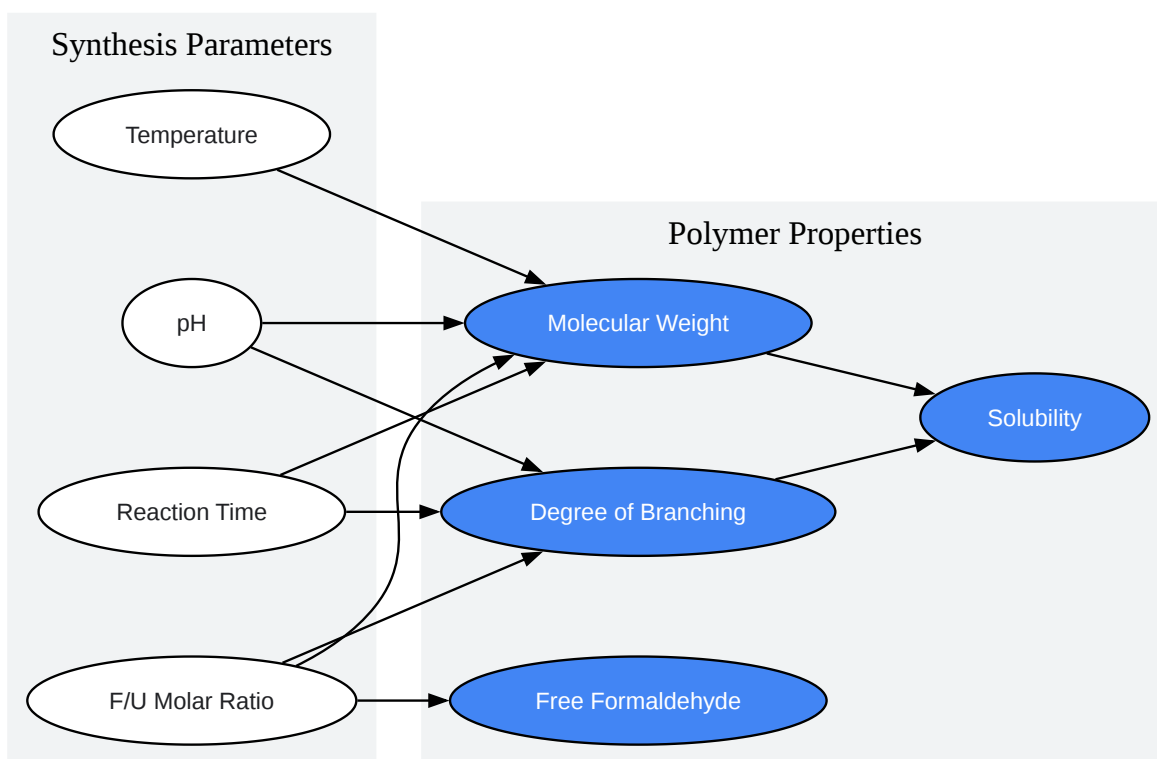 Synthesis Parameters
Temperature
pH
Reaction Time
F/U Molar Ratio
Polymer Properties
Molecular Weight
Degree of Branching
Free Formaldehyde
Solubility